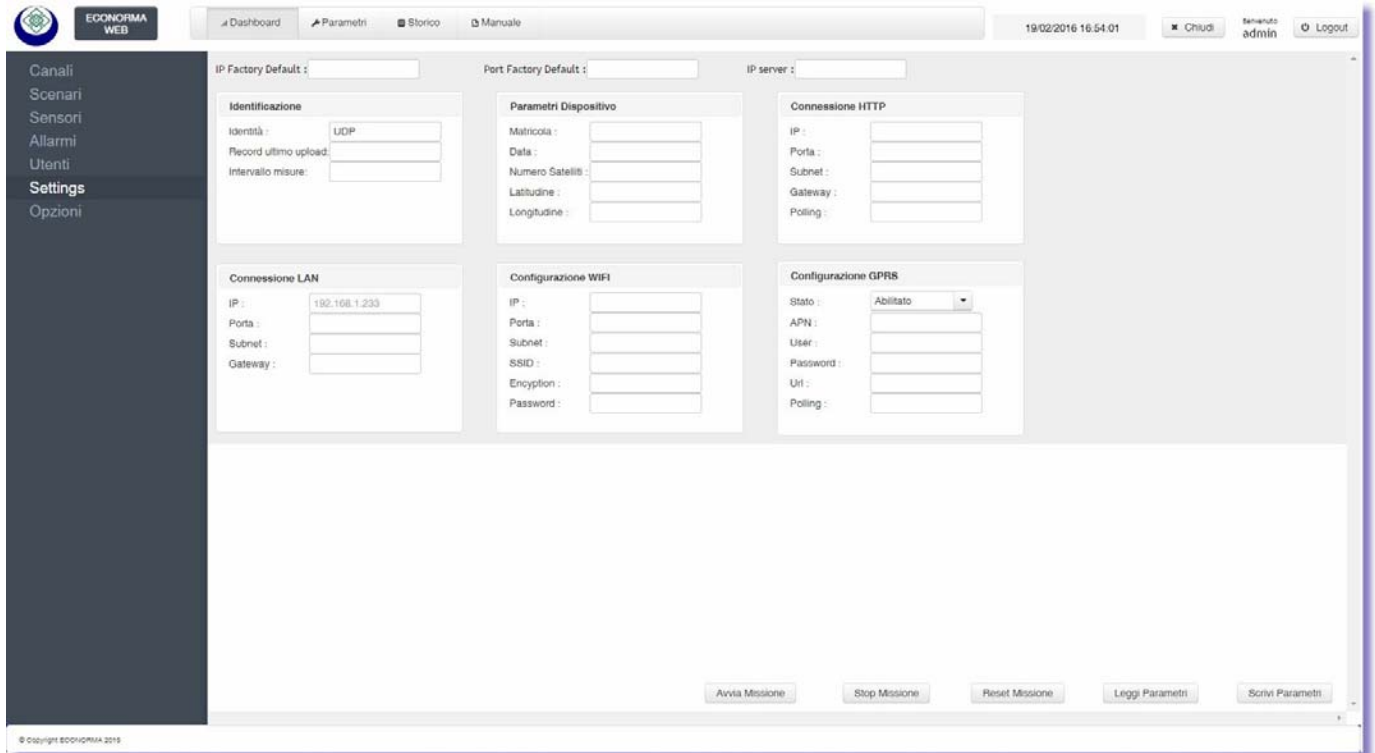 ECONORMA
WEB
Dashboard
Parametri
Storico
Manuale
19/02/2016 16:54:01
Chiudi
Benvenuto
admin
Logout
Canali
Scenari
Sensori
Allarmi
Utenti
Settings
Opzioni
IP Factory Default :
Port Factory Default :
IP server :
Identificazione
Identità : UDP
Record ultimo upload:
Intervallo misure:
Parametri Dispositivo
Matricola :
Data :
Numero Satelliti :
Latitudine :
Longitudine :
Connessione HTTP
IP :
Porta :
Subnet :
Gateway :
Polling :
Connessione LAN
IP : 192.168.1.233
Porta :
Subnet :
Gateway :
Configurazione WIFI
IP :
Porta :
Subnet :
SSID :
Encyption :
Password :
Configurazione GPRS
Stato : Abilitato
APN :
User :
Password :
Url :
Polling :
Avvia Missione
Stop Missione
Reset Missione
Leggi Parametri
Scrivi Parametri
© Copyright ECONORMA 2015